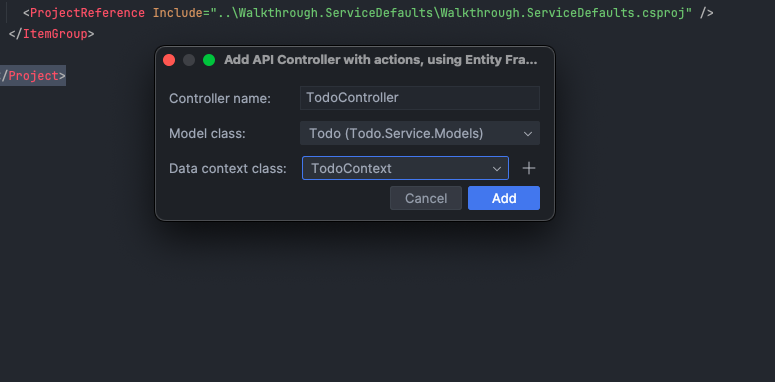 <ProjectReference Include="..\Walkthrough.ServiceDefaults\Walkthrough.ServiceDefaults.csproj" />
</ItemGroup>
/Project>
Add API Controller with actions, using Entity Fra...
Controller name: TodoController
Model class: Todo (Todo.Service.Models)
Data context class: TodoContext +
Cancel Add